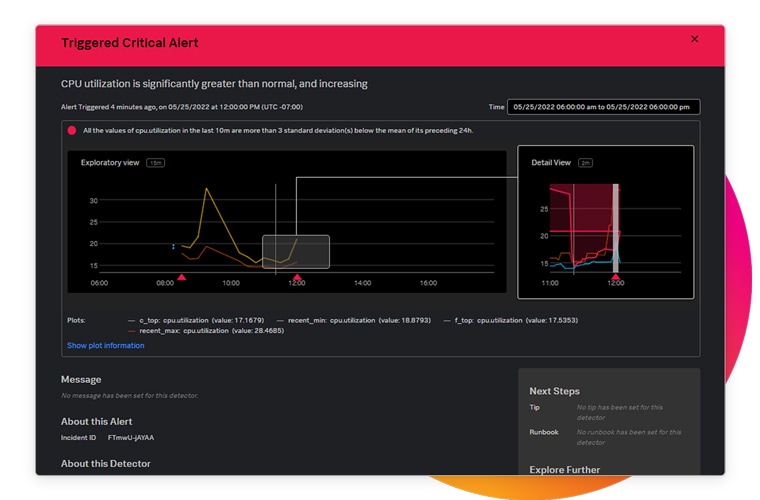 Triggered Critical Alert
×
CPU utilization is significantly greater than normal, and increasing
Alert Triggered 4 minutes ago, on 05/25/2022 at 12:00:00 PM (UTC -07:00)
Time 05/25/2022 06:00:00 am to 05/25/2022 06:00:00 pm
All the values of cpu.utilization in the last 10m are more than 3 standard deviation(s) below the mean of its preceding 24h.
Exploratory view 15m
30
25
20
15
06:00 08:00 10:00 12:00 14:00 16:00
Detail View 2m
25
20
15
11:00 12:00
Plots: — c_top: cpu.utilization (value: 17.1679) — recent_min: cpu.utilization (value: 18.8793) — f_top: cpu.utilization (value: 17.5353)
— recent_max: cpu.utilization (value: 28.4685)
Show plot information
Message
No message has been set for this detector.
About this Alert
Incident ID FTmwU-jAYAA
About this Detector
Next Steps
Tip No tip has been set for this
detector
Runbook No runbook has been set for this
detector
Explore Further